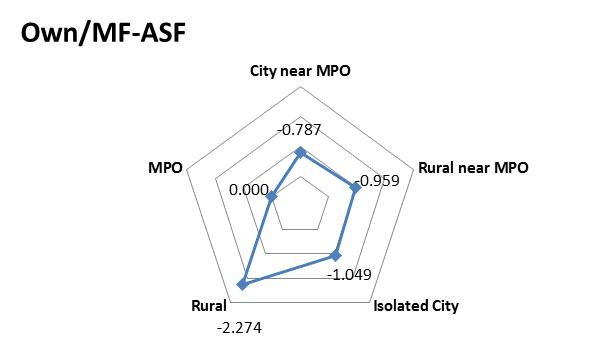 Own/MF-ASF
City near MPO
-0.787
MPO
Rural near MPO
0.000
-0.959
-1.049
Rural
Isolated City
-2.274